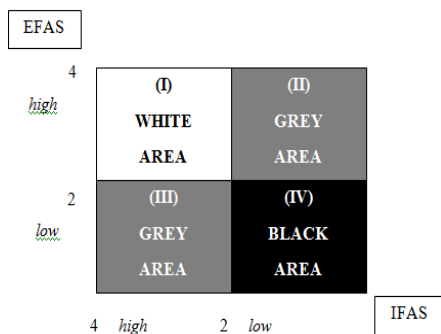 EFAS
4
high
(I)
WHITE
AREA
(II)
GREY
AREA
2
low
(III)
GREY
AREA
(IV)
BLACK
AREA
4 high 2 low
IFAS